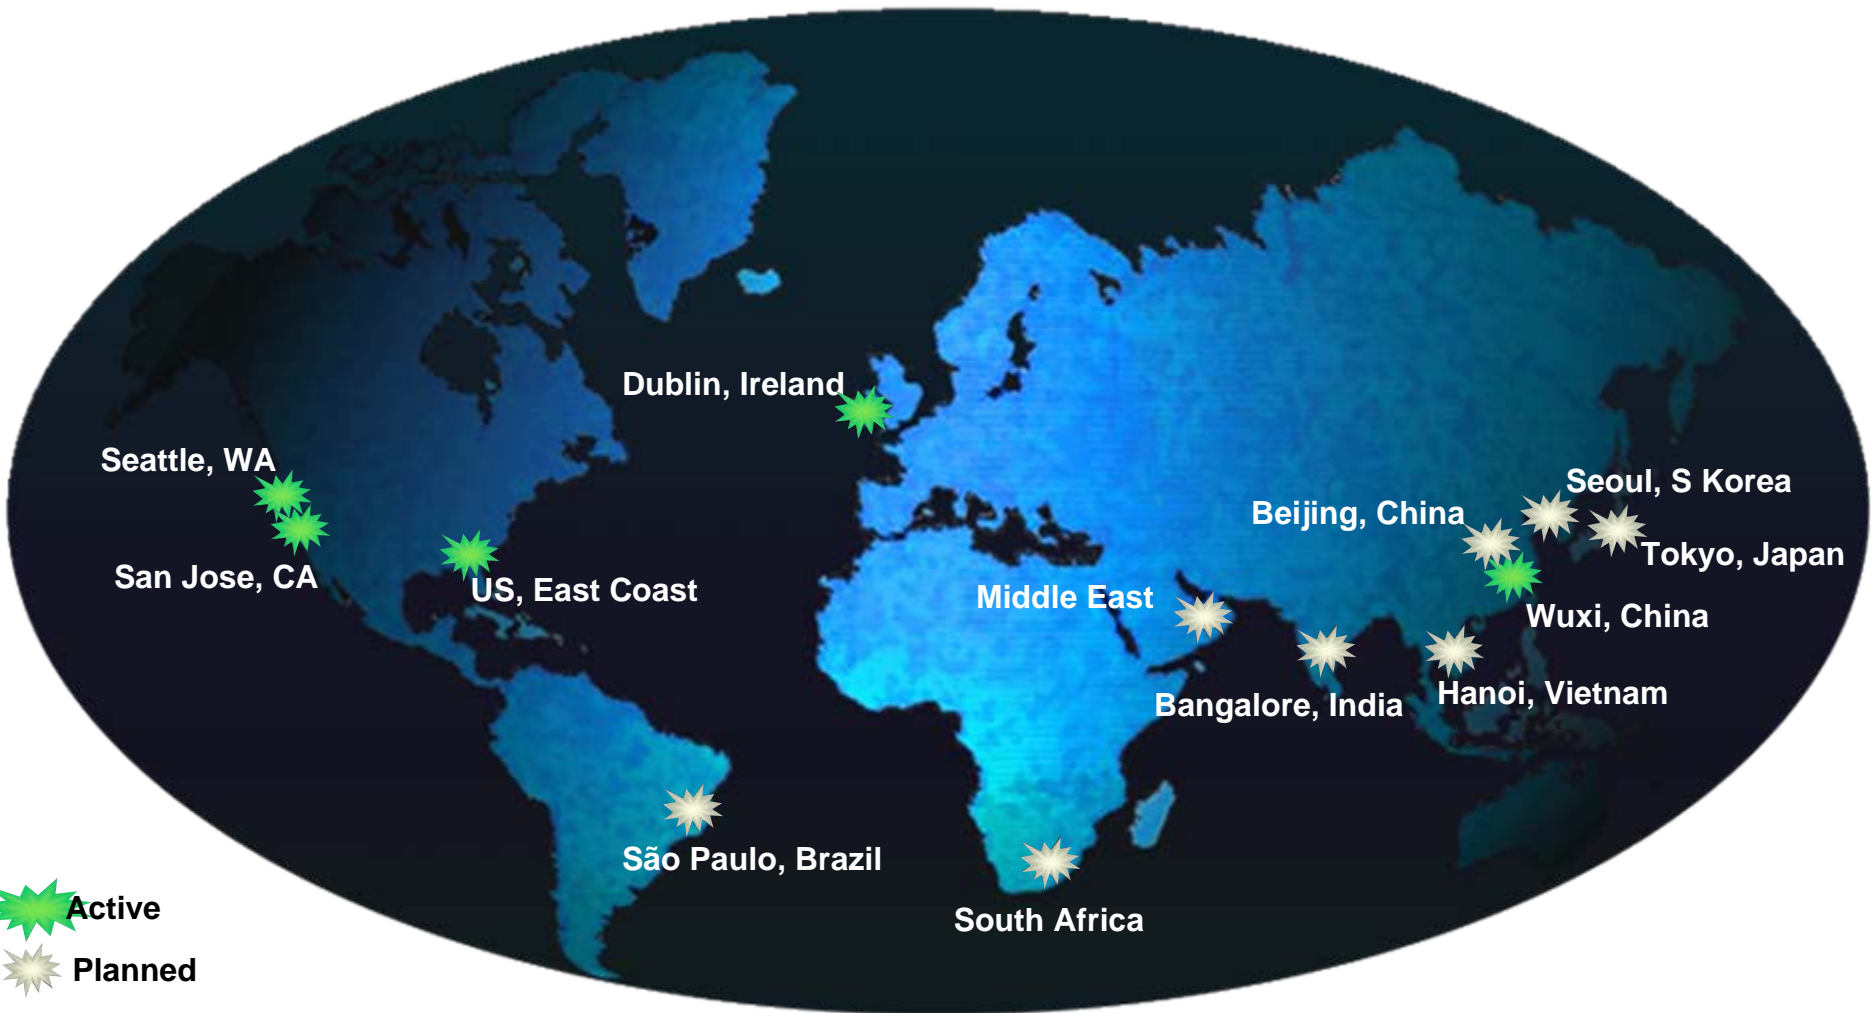 Dublin, Ireland
Seattle, WA
Seoul, S Korea
Beijing, China
Tokyo, Japan
San Jose, CA
US, East Coast
Middle East
Wuxi, China
Hanoi, Vietnam
Bangalore, India
São Paulo, Brazil
South Africa
Active
Planned